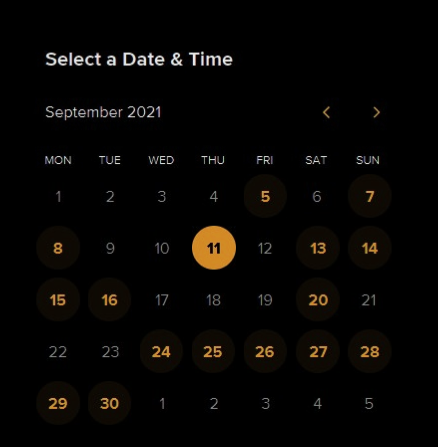 Select a Date & Time
September 2021
MON TUE WED THU FRI SAT SUN
1 2 3 4 5 6 7
8 9 10 11 12 13 14
15 16 17 18 19 20 21
22 23 24 25 26 27 28
29 30 1 2 3 4 5